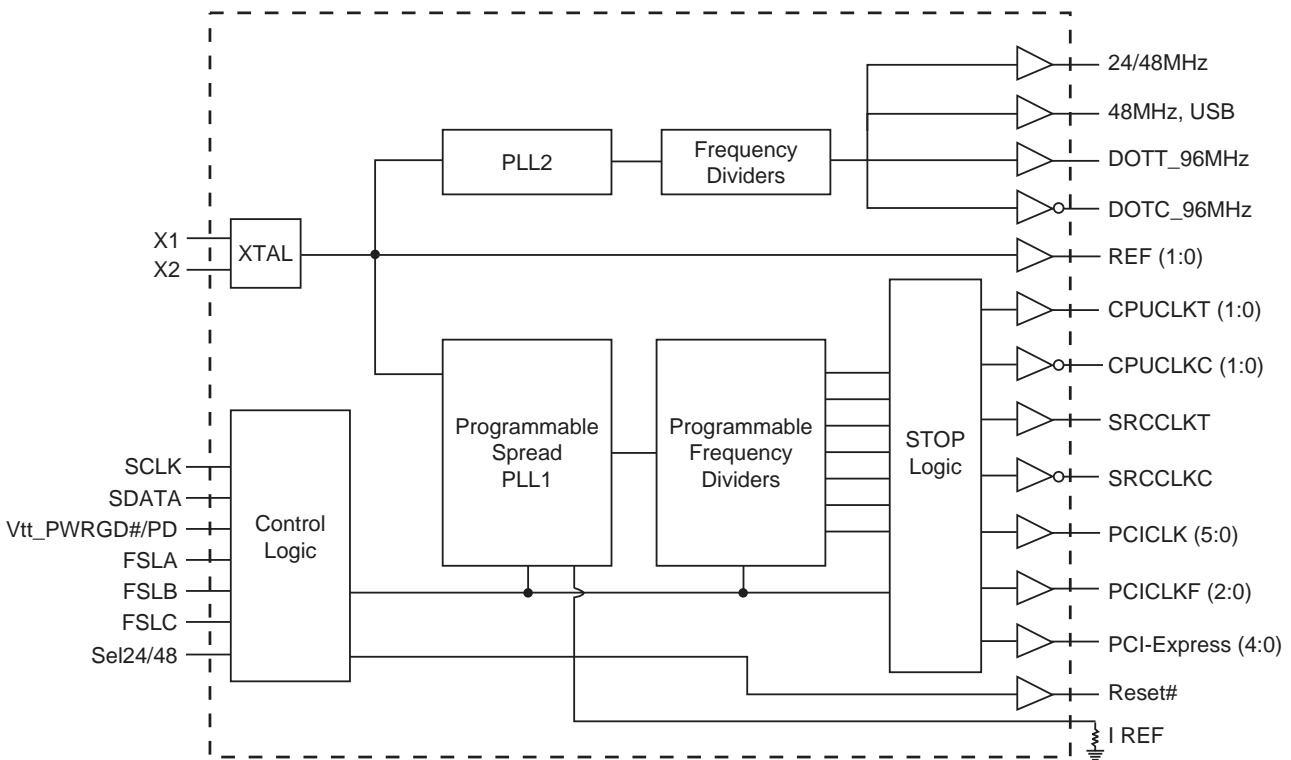 24/48MHz
48MHz, USB
PLL2
Frequency
Dividers
DOTT_96MHz
DOTC_96MHz
X1
X2
XTAL
REF (1:0)
CPUCLKT (1:0)
CPUCLKC (1:0)
Programmable
Spread
PLL1
Programmable
Frequency
Dividers
STOP
Logic
SRCCLKT
SRCCLKC
SCLK
SDATA
Vtt_PWRGD#/PD
FSLA
FSLB
FSLC
Sel24/48
Control
Logic
PCICLK (5:0)
PCICLKF (2:0)
PCI-Express (4:0)
Reset#
I REF